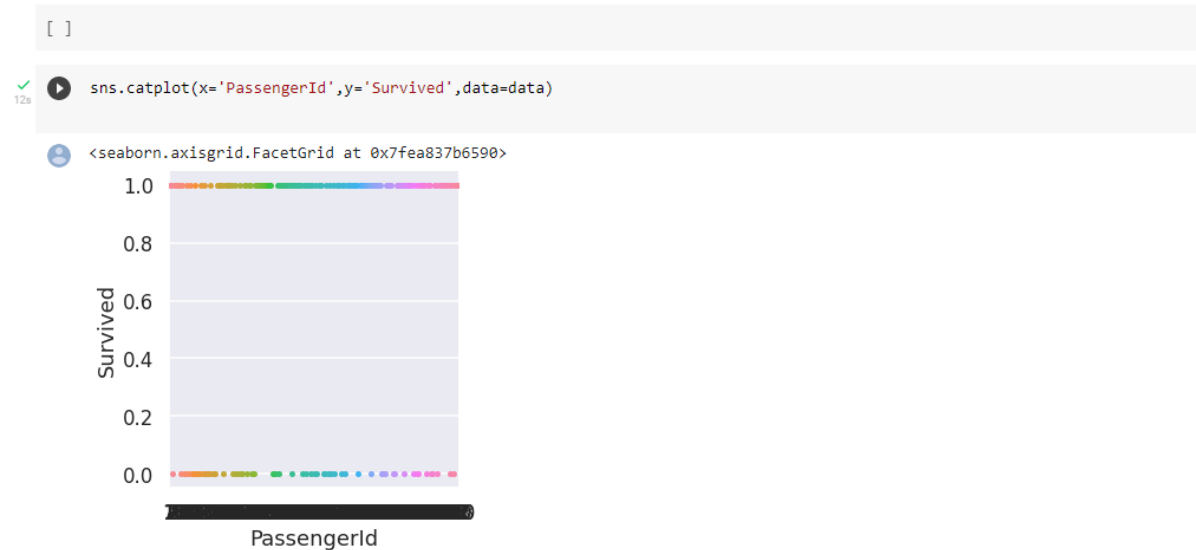 [ ]
12s
sns.catplot(x='PassengerId',y='Survived',data=data)
<seaborn.axisgrid.FacetGrid at 0x7fea837b6590>
1.0
0.8
0.6
0.4
0.2
0.0
Survived
PassengerId